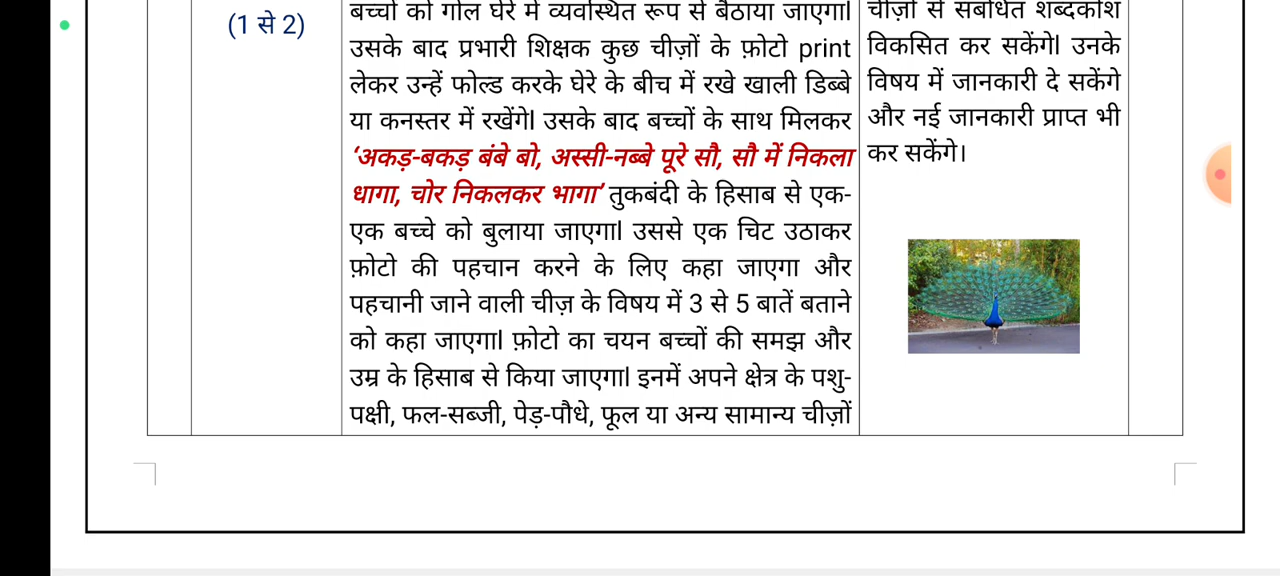 (1 से 2)
बच्चों को गोल घेरे में व्यवस्थित रूप से बैठाया जाएगा।
उसके बाद प्रभारी शिक्षक कुछ चीज़ों के फ़ोटो print
लेकर उन्हें फोल्ड करके घेरे के बीच में रखे खाली डिब्बे
या कनस्तर में रखेंगे। उसके बाद बच्चों के साथ मिलकर
‘अकड़-बकड़ बंबे बो, अस्सी-नब्बे पूरे सौ, सौ में निकला
धागा, चोर निकलकर भागा’ तुकबंदी के हिसाब से एक-
एक बच्चे को बुलाया जाएगा। उससे एक चिट उठाकर
फ़ोटो की पहचान करने के लिए कहा जाएगा और
पहचानी जाने वाली चीज़ के विषय में 3 से 5 बातें बताने
को कहा जाएगा। फ़ोटो का चयन बच्चों की समझ और
उम्र के हिसाब से किया जाएगा। इनमें अपने क्षेत्र के पशु-
पक्षी, फल-सब्जी, पेड़-पौधे, फूल या अन्य सामान्य चीज़ों
चीज़ों से संबंधित शब्दकोश
विकसित कर सकेंगे। उनके
विषय में जानकारी दे सकेंगे
और नई जानकारी प्राप्त भी
कर सकेंगे।